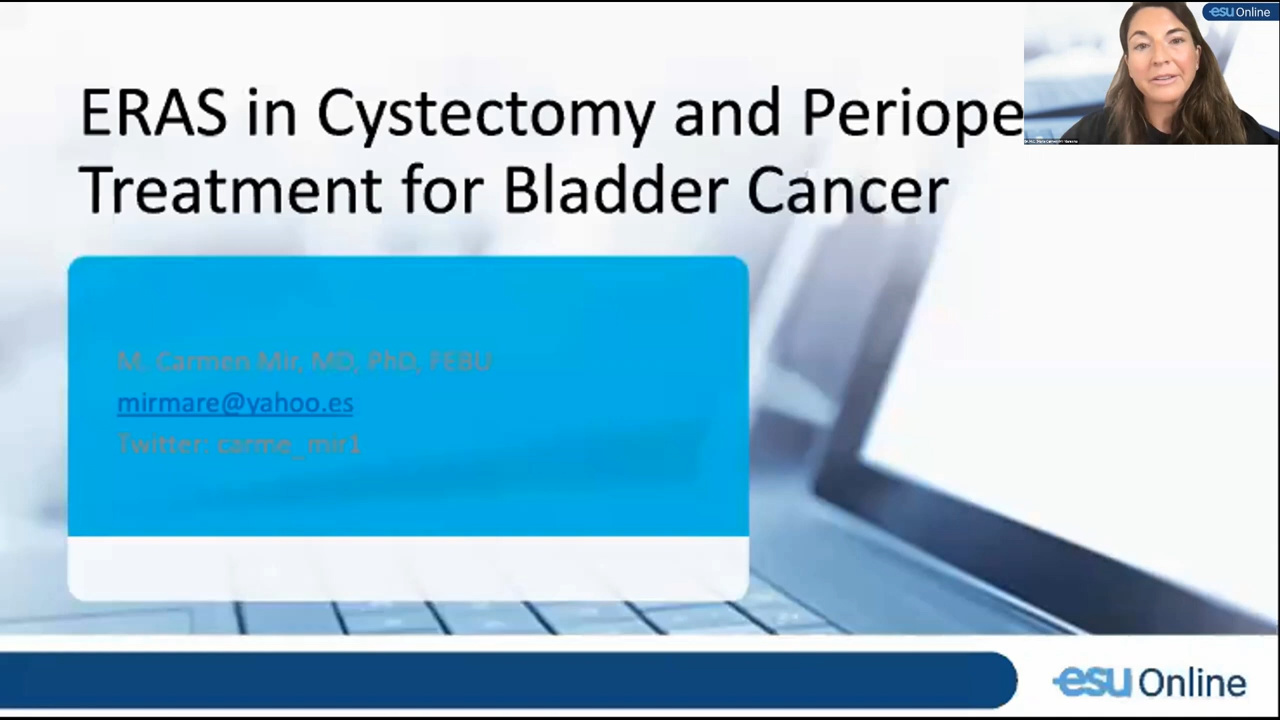 esu Online
ERAS in Cystectomy and Periope
Treatment for Bladder Cancer
M. Carmen Mir, MD, PhD, FEBU
mirmare@yahoo.es
Twitter: carme_mir1
esu Online